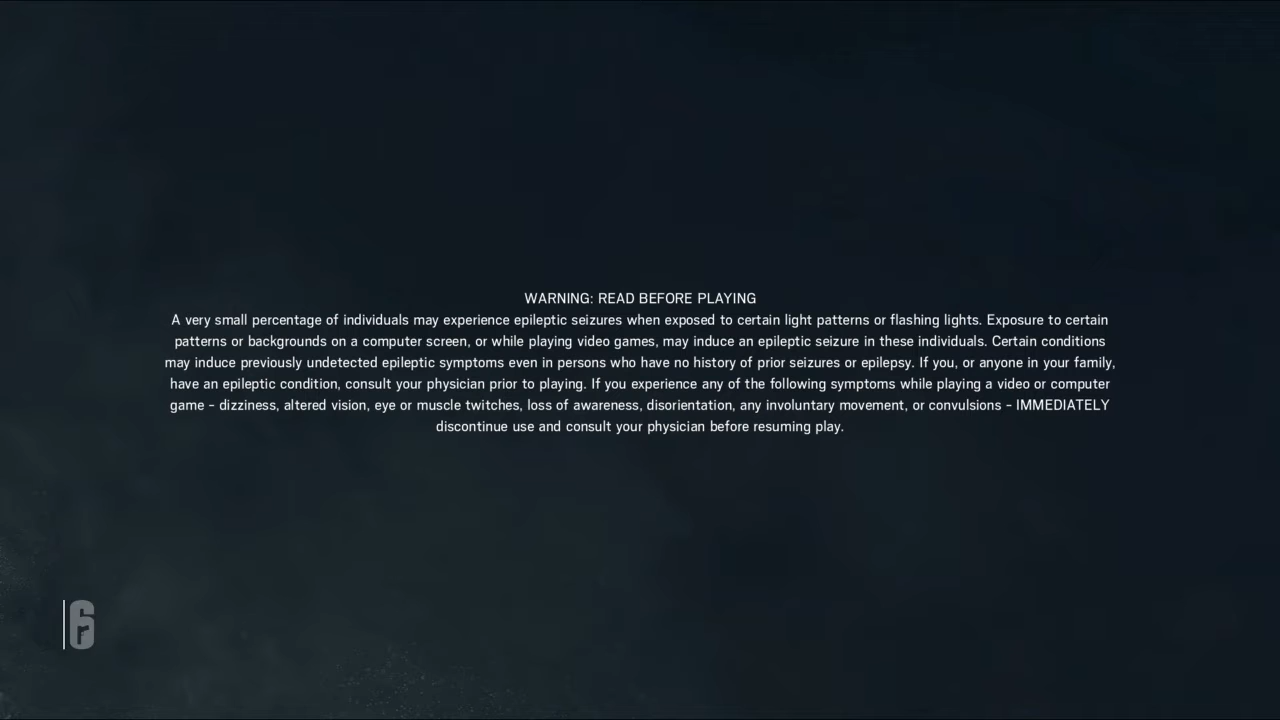 WARNING: READ BEFORE PLAYING
A very small percentage of individuals may experience epileptic seizures when exposed to certain light patterns or flashing lights. Exposure to certain
patterns or backgrounds on a computer screen, or while playing video games, may induce an epileptic seizure in these individuals. Certain conditions
may induce previously undetected epileptic symptoms even in persons who have no history of prior seizures or epilepsy. If you, or anyone in your family,
have an epileptic condition, consult your physician prior to playing. If you experience any of the following symptoms while playing a video or computer
game – dizziness, altered vision, eye or muscle twitches, loss of awareness, disorientation, any involuntary movement, or convulsions – IMMEDIATELY
discontinue use and consult your physician before resuming play.
6